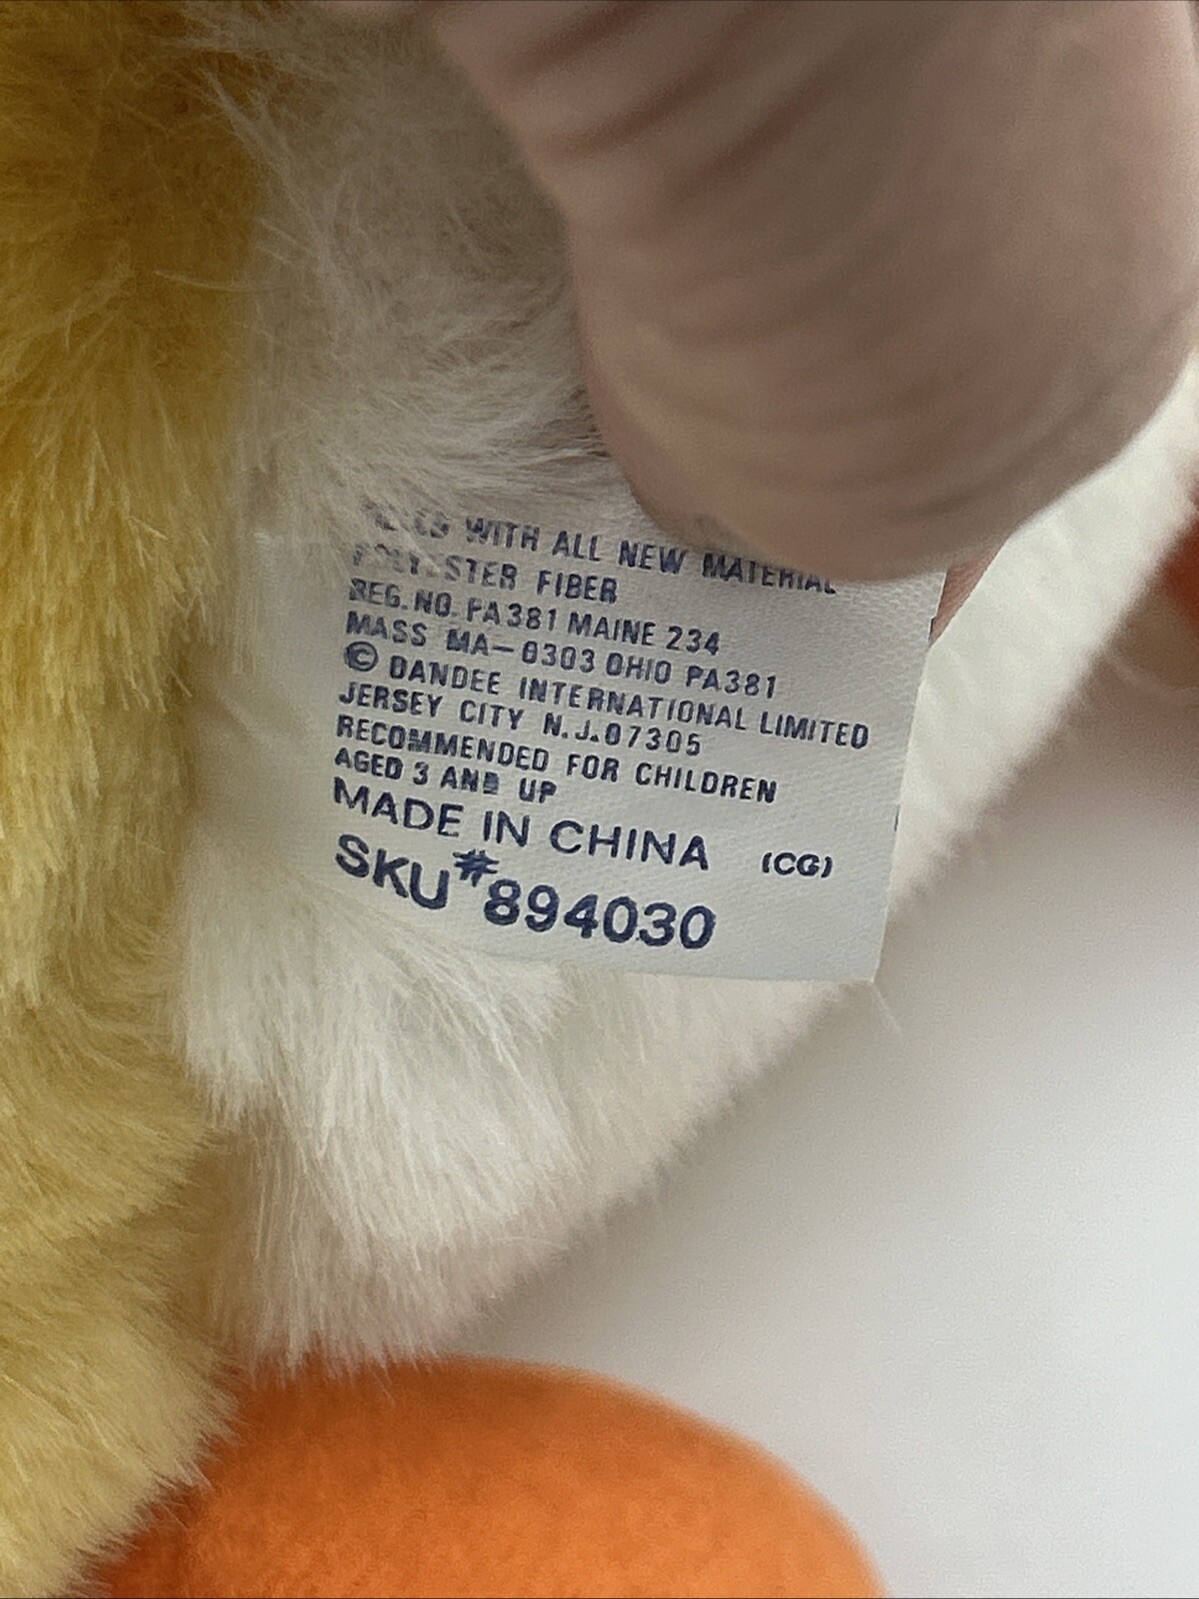 WITH ALL NEW MATERIAL
POLYESTER FIBER
REG. NO. PA381 MAINE 234
MASS MA-0303 OHIO PA381
© DANDEE INTERNATIONAL LIMITED
JERSEY CITY N.J.07305
RECOMMENDED FOR CHILDREN
AGED 3 AND UP
MADE IN CHINA (CG)
SKU#894030